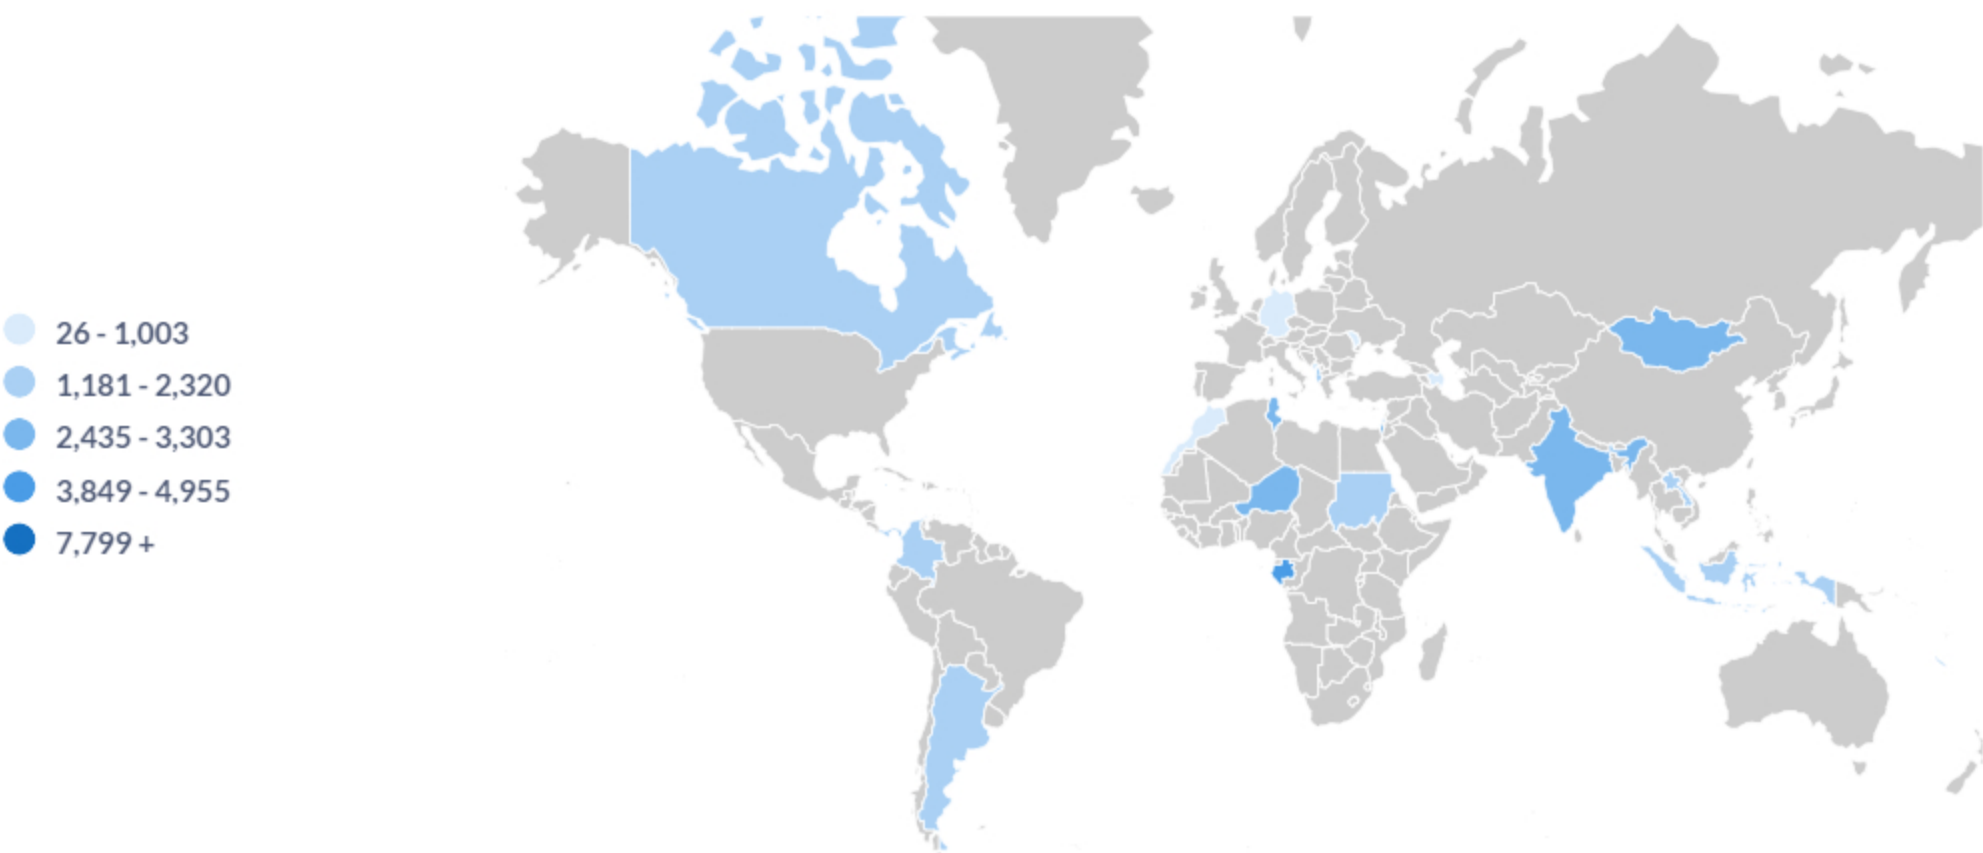 26 - 1,003
1,181 - 2,320
2,435 - 3,303
3,849 - 4,955
7,799 +